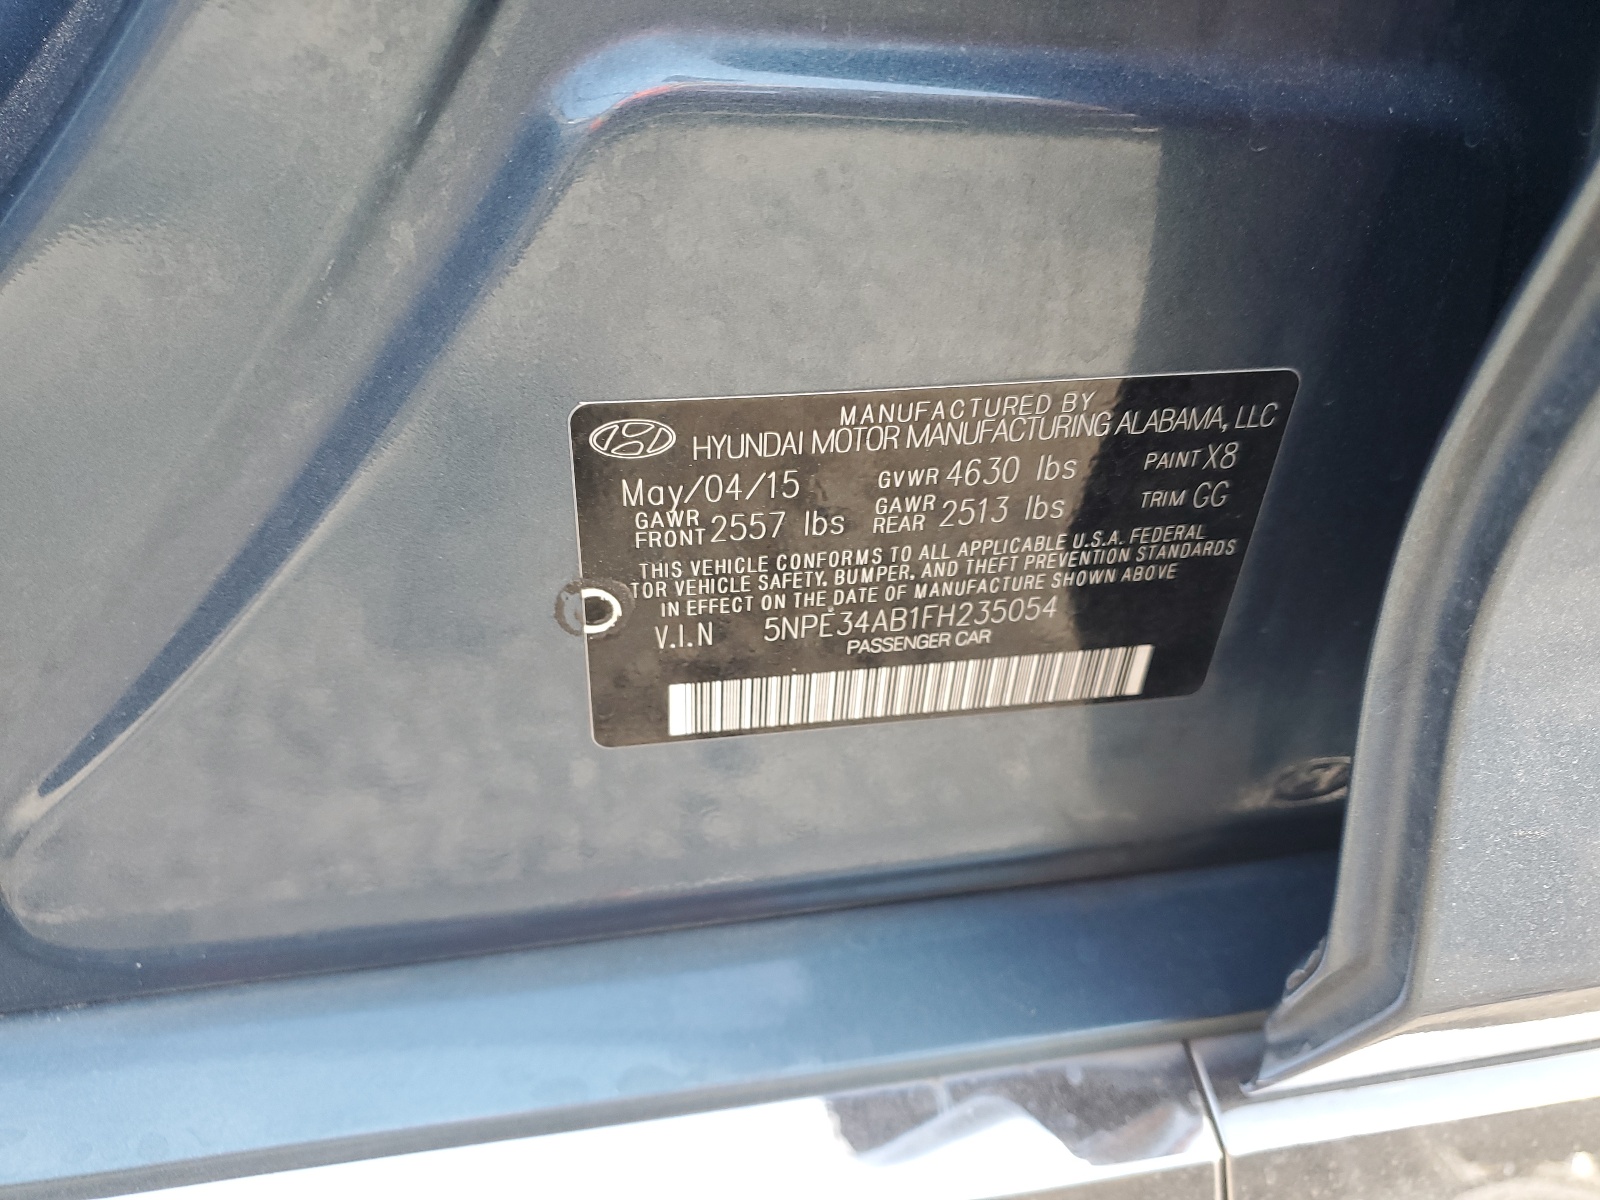 MANUFACTURED BY
HYUNDAI MOTOR MANUFACTURING ALABAMA, LLC
May/04/15 GVWR 4630 lbs PAINT X8
GAWR FRONT 2557 lbs GAWR REAR 2513 lbs TRIM GG
THIS VEHICLE CONFORMS TO ALL APPLICABLE U.S.A. FEDERAL
TOR VEHICLE SAFETY, BUMPER, AND THEFT PREVENTION STANDARDS
IN EFFECT ON THE DATE OF MANUFACTURE SHOWN ABOVE
V.I.N 5NPE34AB1FH235054
PASSENGER CAR